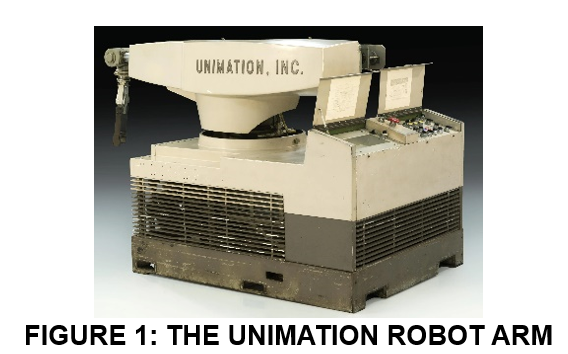 UNIMATION, INC.
FIGURE 1: THE UNIMATION ROBOT ARM